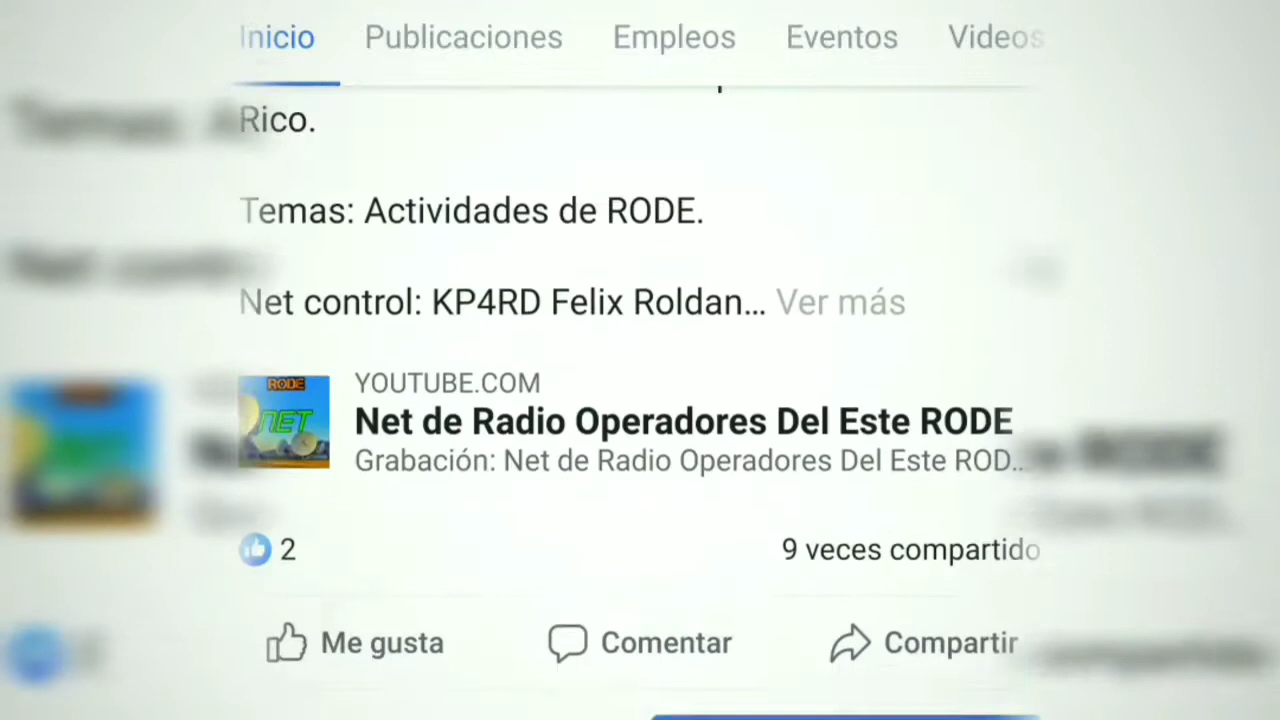 Inicio Publicaciones Empleos Eventos Videos
Rico.
Temas: Actividades de RODE.
Net control: KP4RD Felix Roldan... Ver más
RODE
NET
YOUTUBE.COM
Net de Radio Operadores Del Este RODE
Grabación: Net de Radio Operadores Del Este ROD...
2
9 veces compartido
Me gusta Comentar Compartir